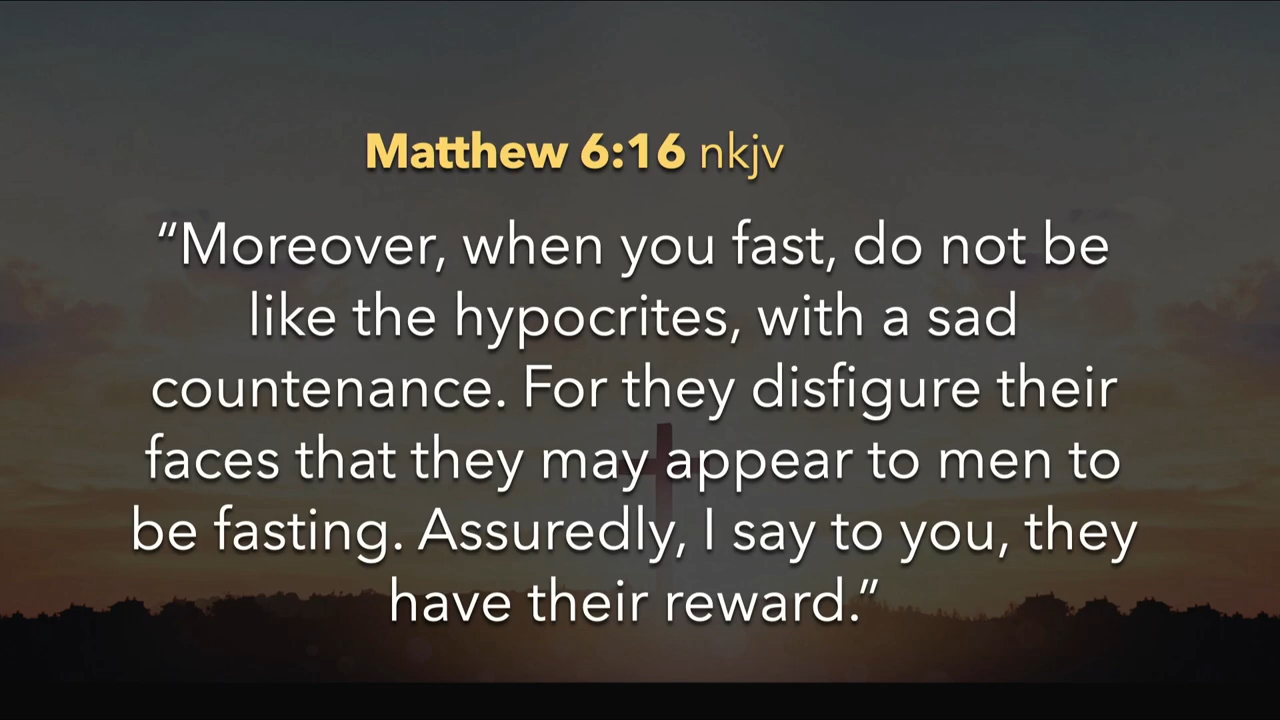 Matthew 6:16 nkjv
“Moreover, when you fast, do not be
like the hypocrites, with a sad
countenance. For they disfigure their
faces that they may appear to men to
be fasting. Assuredly, I say to you, they
have their reward.”